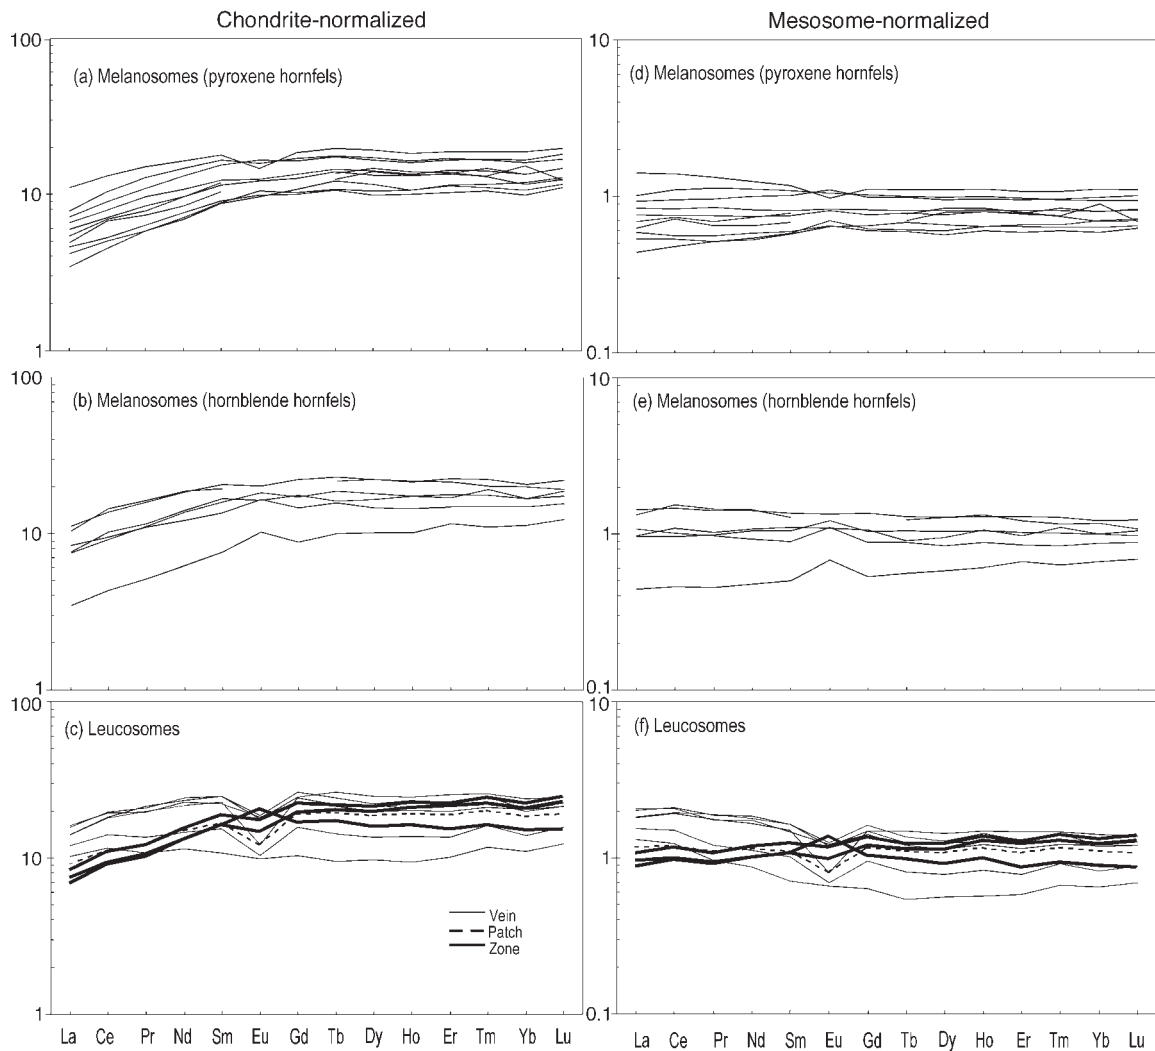 Chondrite-normalized
Mesosome-normalized
100
10
1
(a) Melanosomes (pyroxene hornfels)
10
1
0.1
(d) Melanosomes (pyroxene hornfels)
100
10
1
(b) Melanosomes (hornblende hornfels)
10
1
0.1
(e) Melanosomes (hornblende hornfels)
100
10
1
(c) Leucosomes
Vein
Patch
Zone
La Ce Pr Nd Sm Eu Gd Tb Dy Ho Er Tm Yb Lu
10
1
0.1
(f) Leucosomes
La Ce Pr Nd Sm Eu Gd Tb Dy Ho Er Tm Yb Lu